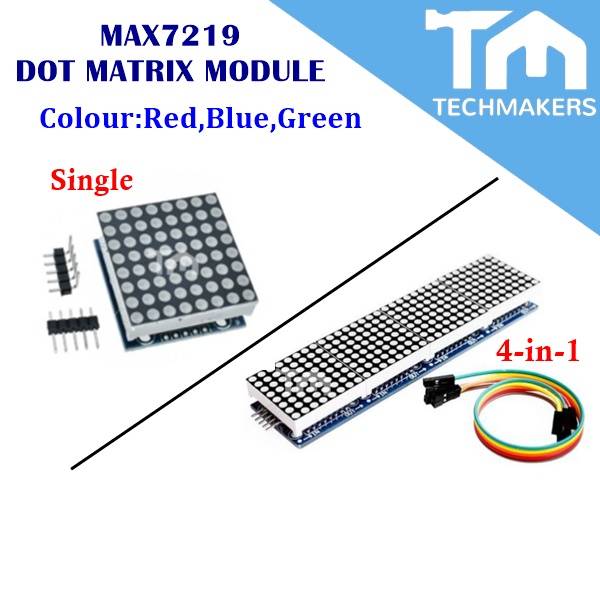 MAX7219
DOT MATRIX MODULE
Colour:Red,Blue,Green
TM
TECHMAKERS
Single
4-in-1